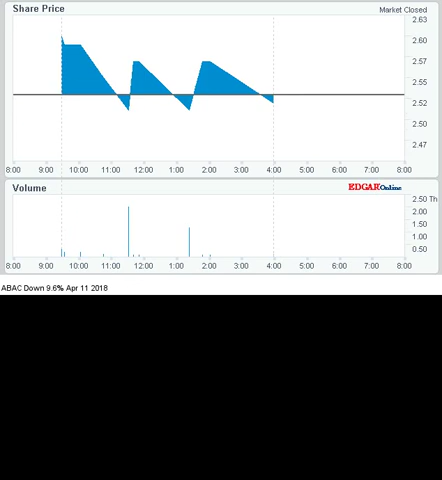 Share Price
Market Closed
2.63
2.60
2.57
2.55
2.52
2.50
2.47
8:00 9:00 10:00 11:00 12:00 1:00 2:00 3:00 4:00 5:00 6:00 7:00 8:00
Volume
EDGAROnline
2.50 Th
2.00
1.50
1.00
0.50
8:00 9:00 10:00 11:00 12:00 1:00 2:00 3:00 4:00 5:00 6:00 7:00 8:00
ABAC Down 9.6% Apr 11 2018